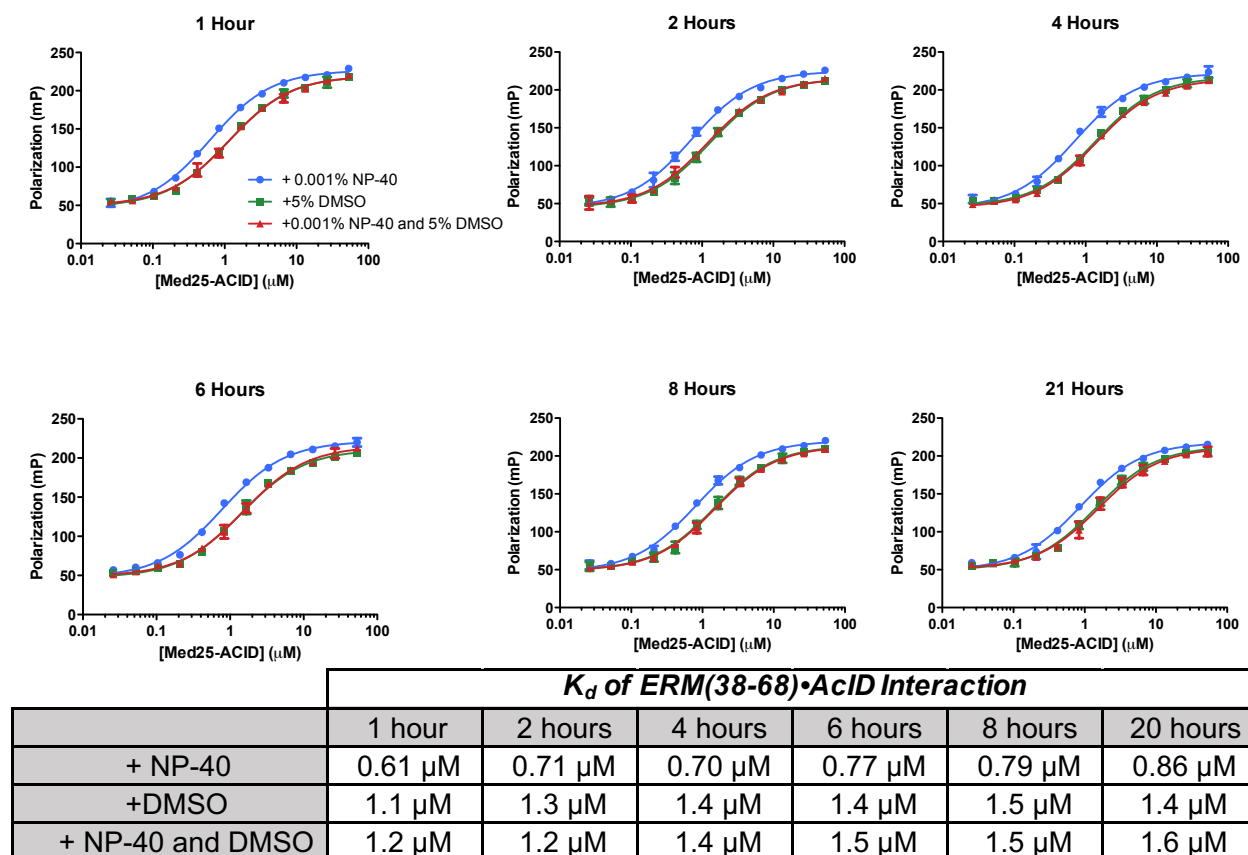 1 Hour
250
200
150
100
50
0
Polarization (mP)
0.01 0.1 1 10 100
[Med25-ACID] (μM)
+ 0.001% NP-40
+5% DMSO
+0.001% NP-40 and 5% DMSO
2 Hours
250
200
150
100
50
0
Polarization (mP)
0.01 0.1 1 10 100
[Med25-ACID] (μM)
4 Hours
250
200
150
100
50
0
Polarization (mP)
0.01 0.1 1 10 100
[Med25-ACID] (μM)
6 Hours
250
200
150
100
50
0
Polarization (mP)
0.01 0.1 1 10 100
[Med25-ACID] (μM)
8 Hours
250
200
150
100
50
0
Polarization (mP)
0.01 0.1 1 10 100
[Med25-ACID] (μM)
21 Hours
250
200
150
100
50
0
Polarization (mP)
0.01 0.1 1 10 100
[Med25-ACID] (μM)
Kd of ERM(38-68)•AcID Interaction
1 hour 2 hours 4 hours 6 hours 8 hours 20 hours
+ NP-40 0.61 μM 0.71 μM 0.70 μM 0.77 μM 0.79 μM 0.86 μM
+DMSO 1.1 μM 1.3 μM 1.4 μM 1.4 μM 1.5 μM 1.4 μM
+ NP-40 and DMSO 1.2 μM 1.2 μM 1.4 μM 1.5 μM 1.5 μM 1.6 μM